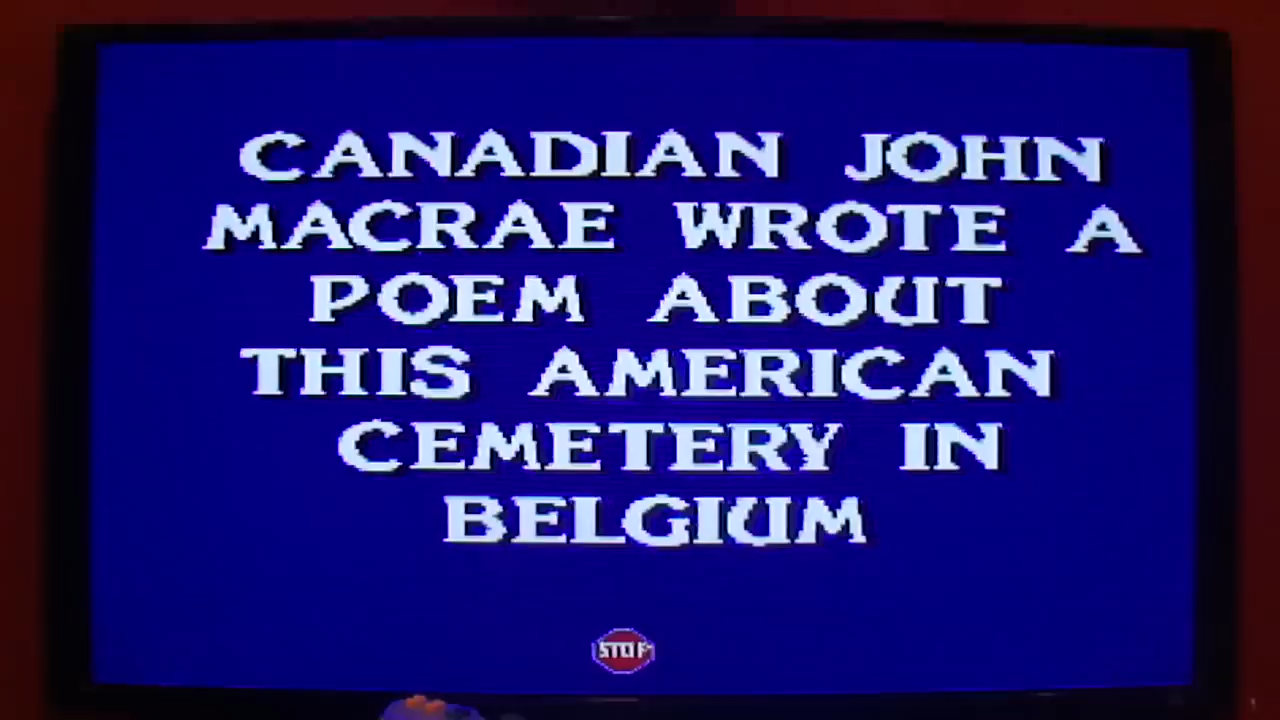 CANADIAN JOHN
MACRAE WROTE A
POEM ABOUT
THIS AMERICAN
CEMETERY IN
BELGIUM
STOP